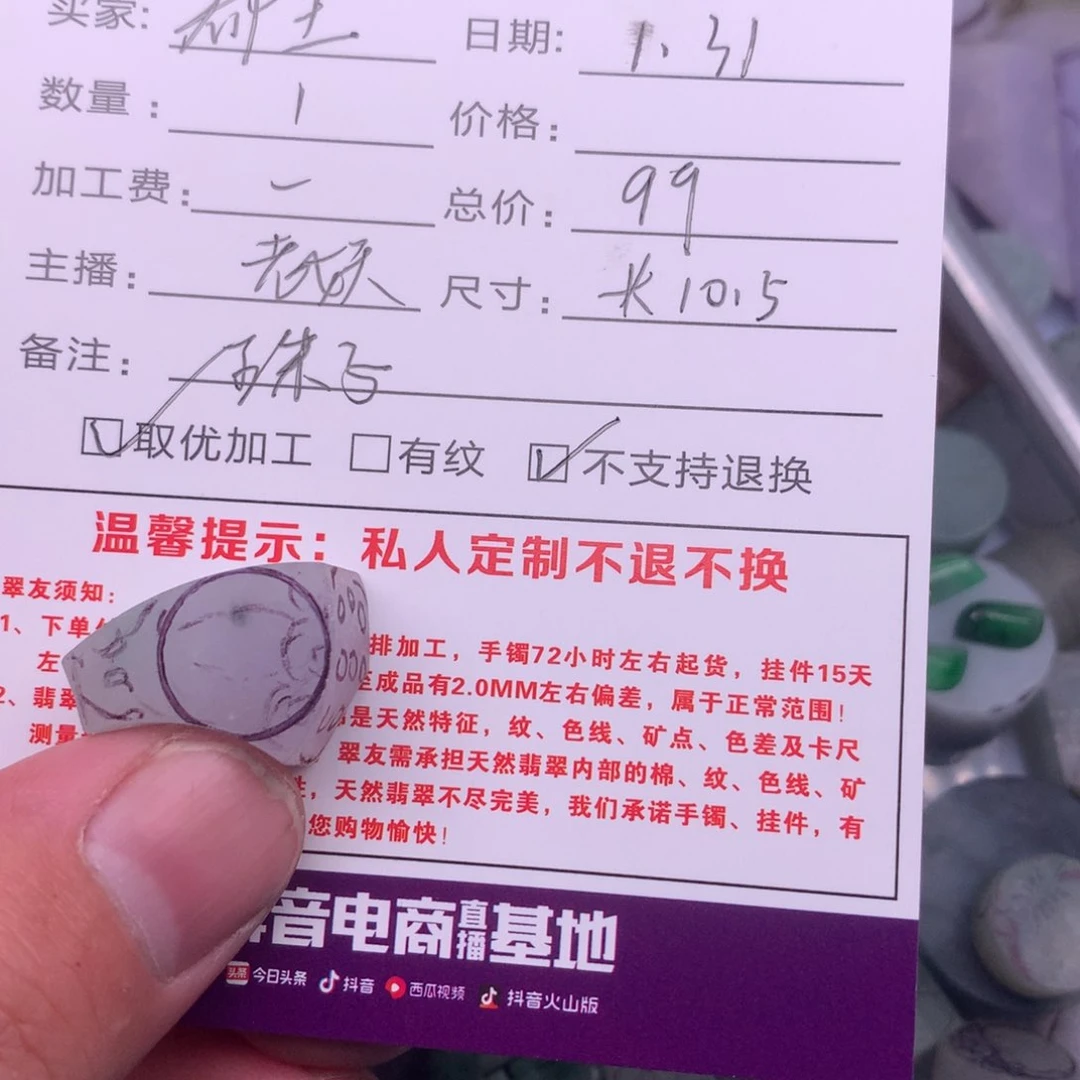 买家: 日期: 1.31
数量: 1 价格:
加工费: 一 总价: 99
主播: 尺寸: 长10.5
备注: 珠子
取优加工 有纹 不支持退换
温馨提示：私人定制不退不换
翠友须知：
1、下单 排加工，手镯72小时左右起货，挂件15天
左 至成品有2.0MM左右偏差，属于正常范围！
2、翡翠 是天然特征，纹、色线、矿点、色差及卡尺
测量 翠友需承担天然翡翠内部的棉、纹、色线、矿
，天然翡翠不尽完美，我们承诺手镯、挂件，有
您购物愉快！
音电商直播基地
头条 今日头条 抖音 西瓜视频 抖音火山版